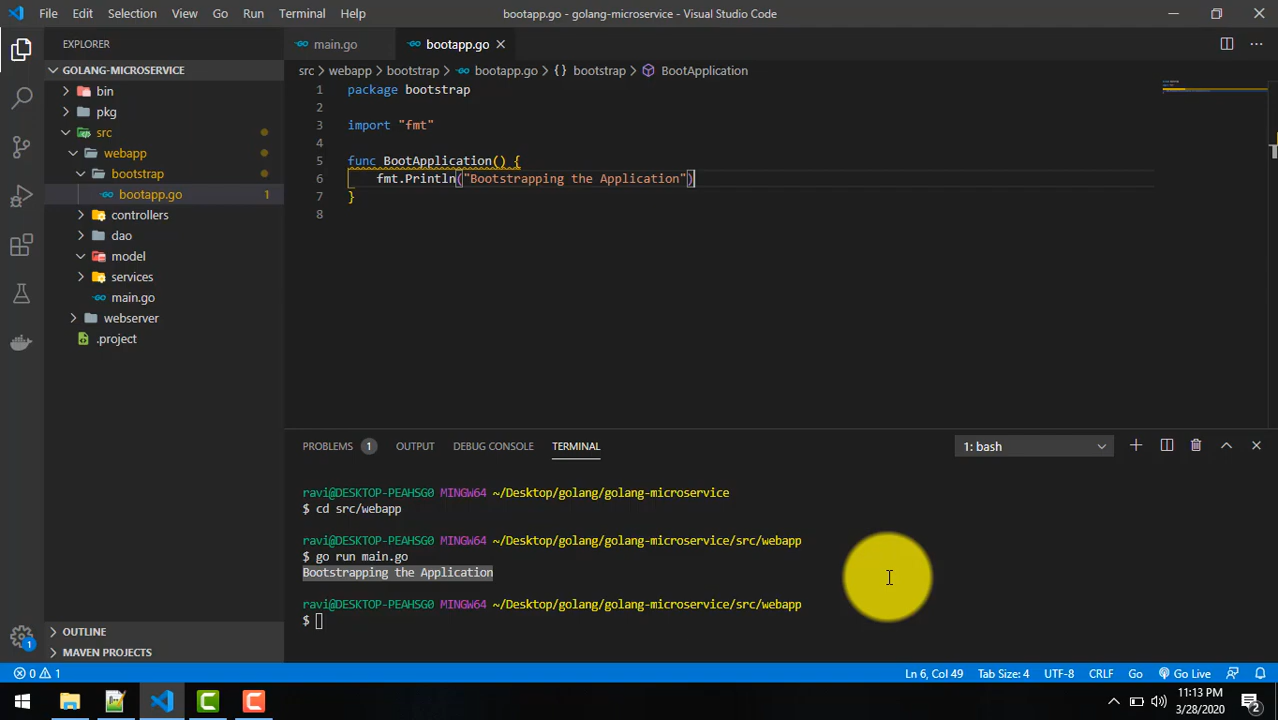 File Edit Selection View Go Run Terminal Help
bootapp.go - golang-microservice - Visual Studio Code
EXPLORER
GOLANG-MICROSERVICE
bin
pkg
src
webapp
bootstrap
bootapp.go 1
controllers
dao
model
services
main.go
webserver
.project
OUTLINE
MAVEN PROJECTS
main.go bootapp.go
src > webapp > bootstrap > bootapp.go > {} bootstrap > BootApplication
1 package bootstrap
2
3 import "fmt"
4
5 func BootApplication() {
6 fmt.Println("Bootstrapping the Application")
7 }
8
PROBLEMS 1 OUTPUT DEBUG CONSOLE TERMINAL
1: bash
ravi@DESKTOP-PEAHSG0 MINGW64 ~/Desktop/golang/golang-microservice
$ cd src/webapp
ravi@DESKTOP-PEAHSG0 MINGW64 ~/Desktop/golang/golang-microservice/src/webapp
$ go run main.go
Bootstrapping the Application
ravi@DESKTOP-PEAHSG0 MINGW64 ~/Desktop/golang/golang-microservice/src/webapp
$
1
0 1
Ln 6, Col 49 Tab Size: 4 UTF-8 CRLF Go Go Live
11:13 PM
3/28/2020
2